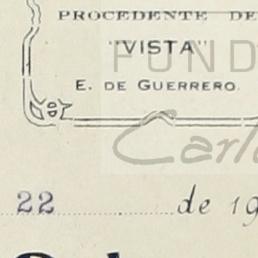 PROCEDENTE DE
"VISTA"
FUND
E. DE GUERRERO.
Carl
22 de 19